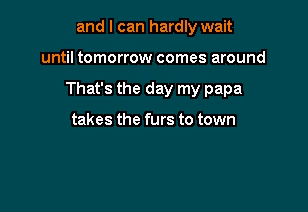 and I can hardly wait
until tomorrow comes around
That's the day my papa
takes the furs to town